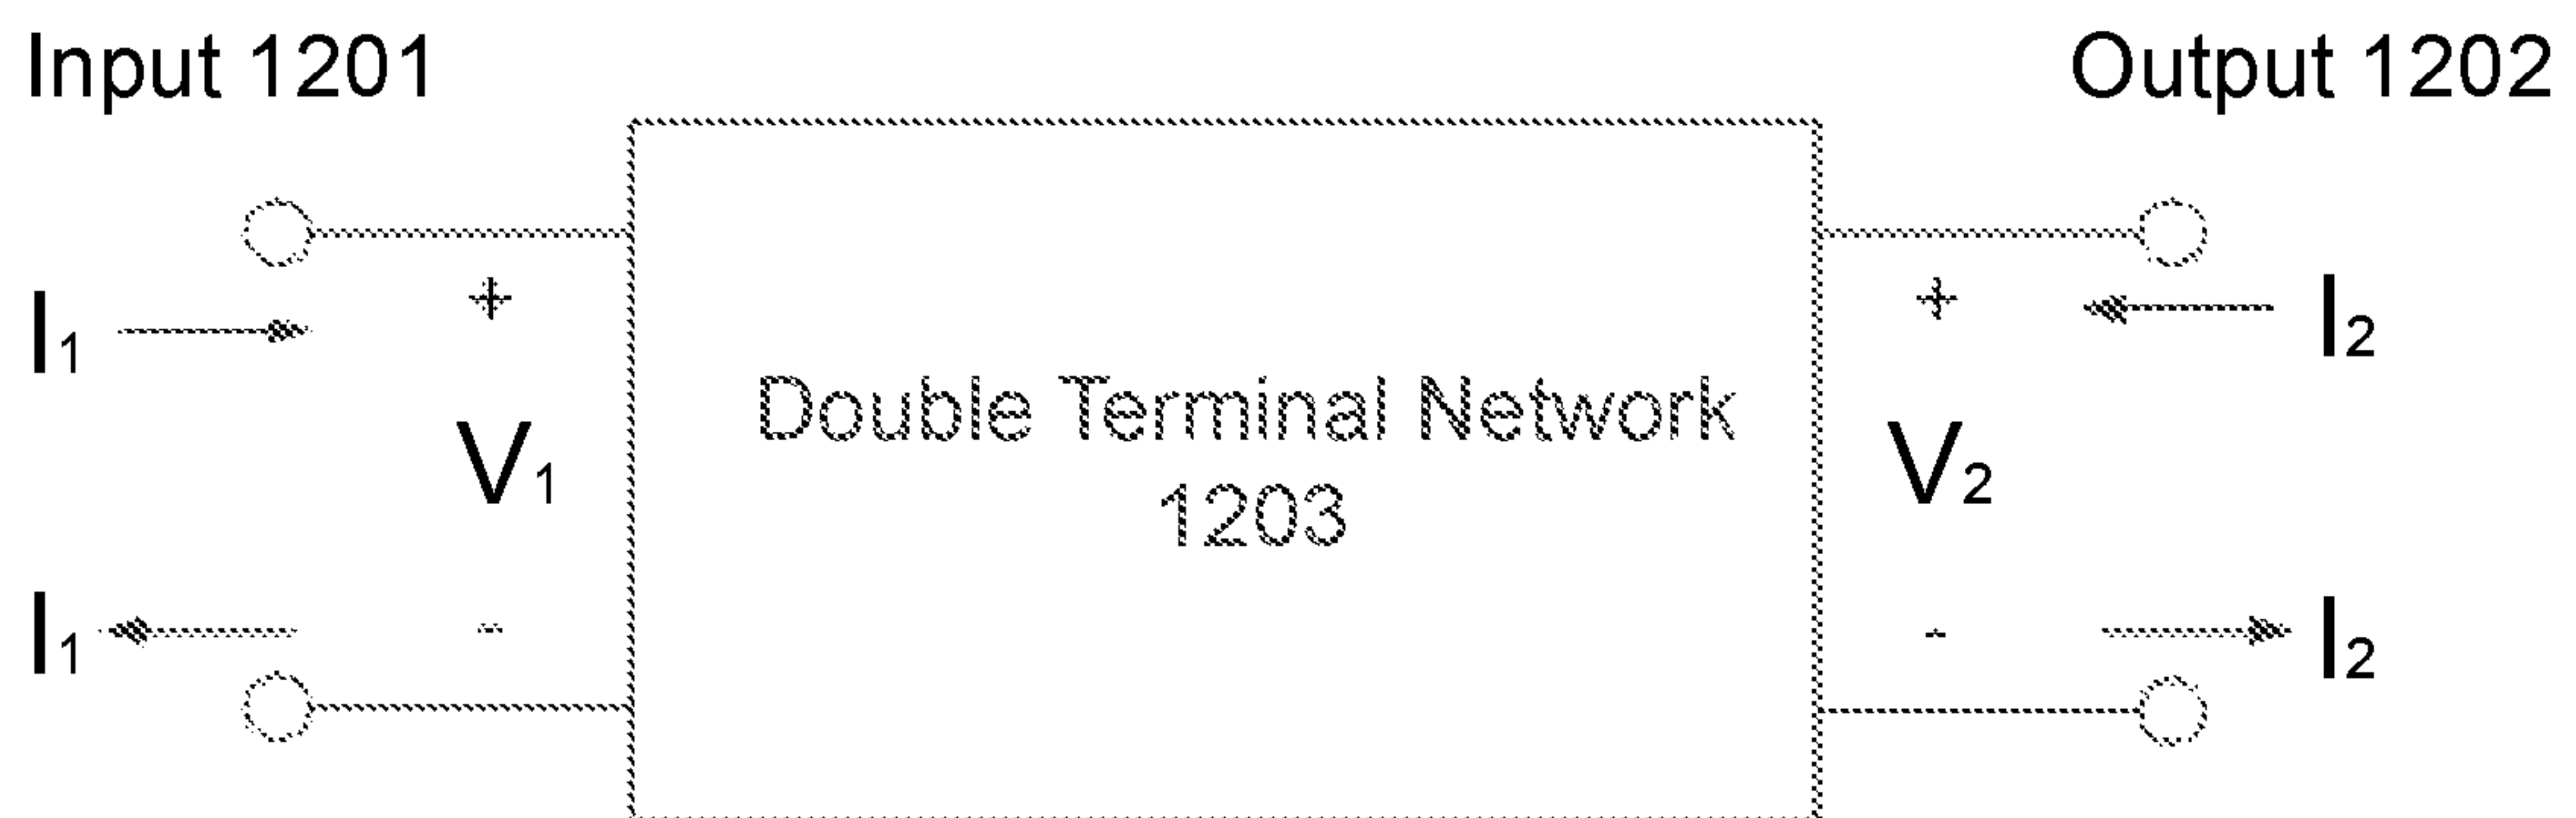 Input 1201
Output 1202
+
+
I1
I2
Double Terminal Network
1203
V1
V2
I1
-
-
I2